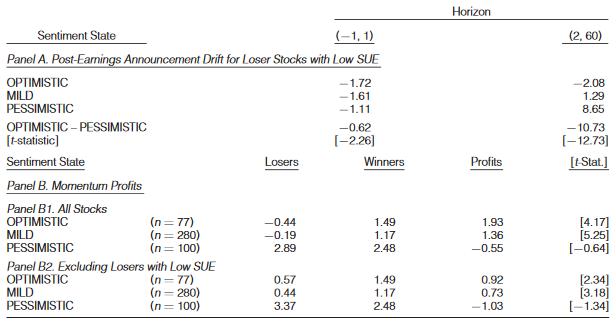 Horizon
Sentiment State (−1, 1) (2, 60)
Panel A. Post-Earnings Announcement Drift for Loser Stocks with Low SUE
OPTIMISTIC −1.72 −2.08
MILD −1.61 1.29
PESSIMISTIC −1.11 8.65
OPTIMISTIC – PESSIMISTIC −0.62 −10.73
[t-statistic] [−2.26] [−12.73]
Sentiment State Losers Winners Profits [t-Stat.]
Panel B. Momentum Profits
Panel B1. All Stocks
OPTIMISTIC (n = 77) −0.44 1.49 1.93 [4.17]
MILD (n = 280) −0.19 1.17 1.36 [5.25]
PESSIMISTIC (n = 100) 2.89 2.48 −0.55 [−0.64]
Panel B2. Excluding Losers with Low SUE
OPTIMISTIC (n = 77) 0.57 1.49 0.92 [2.34]
MILD (n = 280) 0.44 1.17 0.73 [3.18]
PESSIMISTIC (n = 100) 3.37 2.48 −1.03 [−1.34]